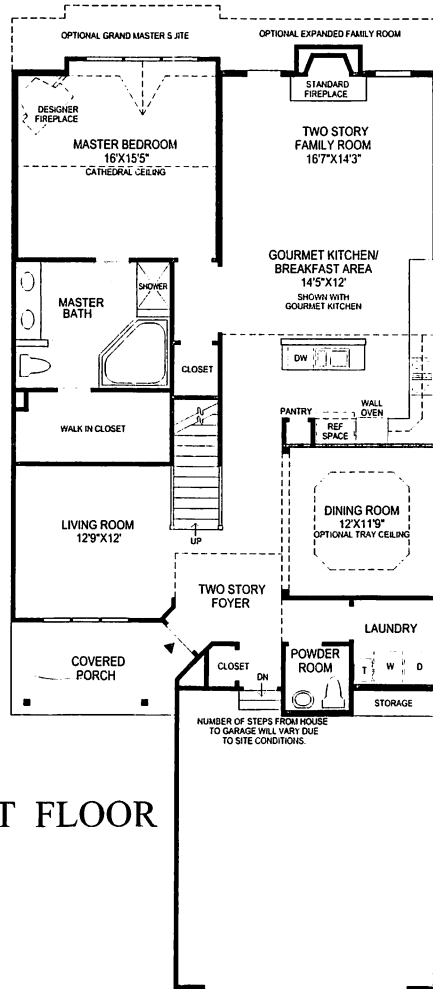 OPTIONAL GRAND MASTER SUITE
OPTIONAL EXPANDED FAMILY ROOM
DESIGNER
FIREPLACE
STANDARD
FIREPLACE
MASTER BEDROOM
16'X15'5"
CATHEDRAL CEILING
TWO STORY
FAMILY ROOM
16'7"X14'3"
GOURMET KITCHEN/
BREAKFAST AREA
14'5"X12'
SHOWN WITH
GOURMET KITCHEN
MASTER
BATH
SHOWER
CLOSET
DW
WALL
OVEN
PANTRY
REF
SPACE
WALK IN CLOSET
LIVING ROOM
12'9"X12'
UP
DINING ROOM
12'X11'9"
OPTIONAL TRAY CEILING
TWO STORY
FOYER
LAUNDRY
COVERED
PORCH
CLOSET
DN
POWDER
ROOM
T
W
D
STORAGE
NUMBER OF STEPS FROM HOUSE
TO GARAGE WILL VARY DUE
TO SITE CONDITIONS.
T FLOOR